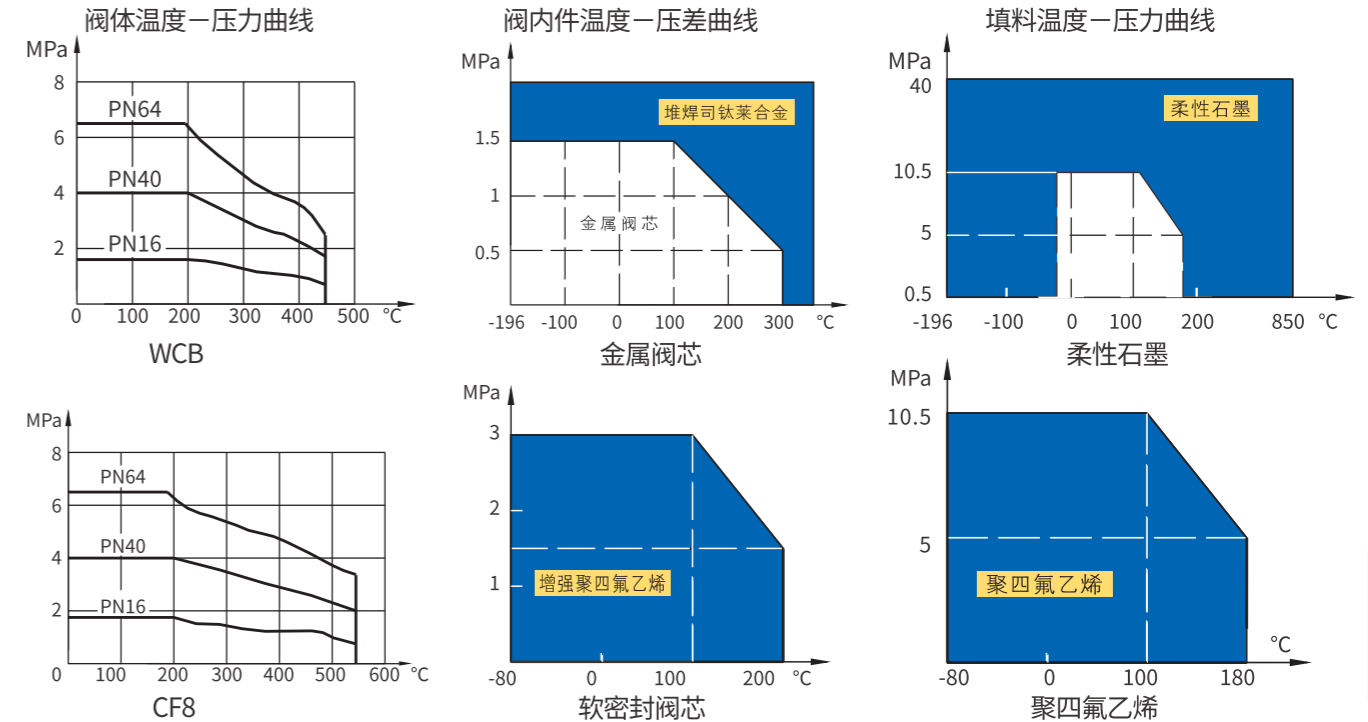 阀体温度－压力曲线
MPa
8
6
4
2
PN64
PN40
PN16
0 100 200 300 400 500 ℃
WCB
阀内件温度－压差曲线
MPa
1.5
1
0.5
堆焊司钛莱合金
金属阀芯
-196 -100 0 100 200 300 ℃
金属阀芯
填料温度－压力曲线
MPa
40
10.5
5
0.5
柔性石墨
-196 -100 0 100 200 850 ℃
柔性石墨
MPa
8
6
4
2
PN64
PN40
PN16
0 100 200 300 400 500 600 ℃
CF8
MPa
3
2
1
增强聚四氟乙烯
-80 0 100 200 ℃
软密封阀芯
MPa
10.5
5
聚四氟乙烯
℃
-80 0 100 180
聚四氟乙烯